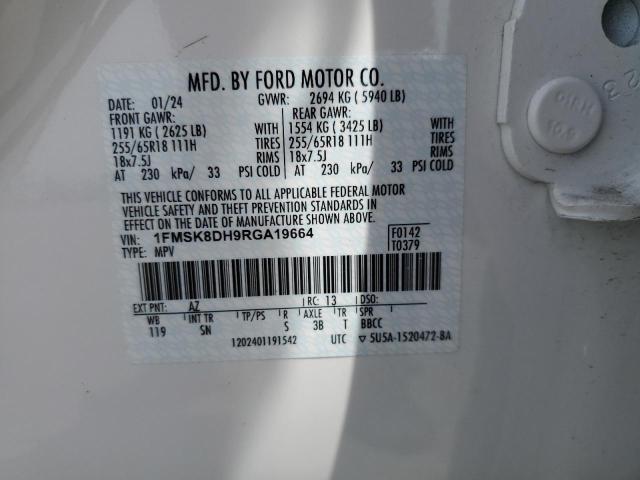 MFD. BY FORD MOTOR CO.
DATE: 01/24 GVWR: 2694 KG ( 5940 LB)
FRONT GAWR: REAR GAWR:
1191 KG ( 2625 LB) WITH 1554 KG ( 3425 LB) WITH
255/65R18 111H TIRES 255/65R18 111H TIRES
18x7.5J RIMS 18x7.5J RIMS
AT 230 kPa/ 33 PSI COLD AT 230 kPa/ 33 PSI COLD
THIS VEHICLE CONFORMS TO ALL APPLICABLE FEDERAL MOTOR
VEHICLE SAFETY AND THEFT PREVENTION STANDARDS IN
EFFECT ON THE DATE OF MANUFACTURE SHOWN ABOVE.
VIN: 1FMSK8DH9RGA19664 F0142
TYPE: MPV T0379
EXT PNT: AZ RC: 13 DSO:
WB INT TR TP/PS R AXLE TR SPR
119 SN S 3B T BBCC
1202401191542 UTC 5U5A-1520472-BA
10.9
23